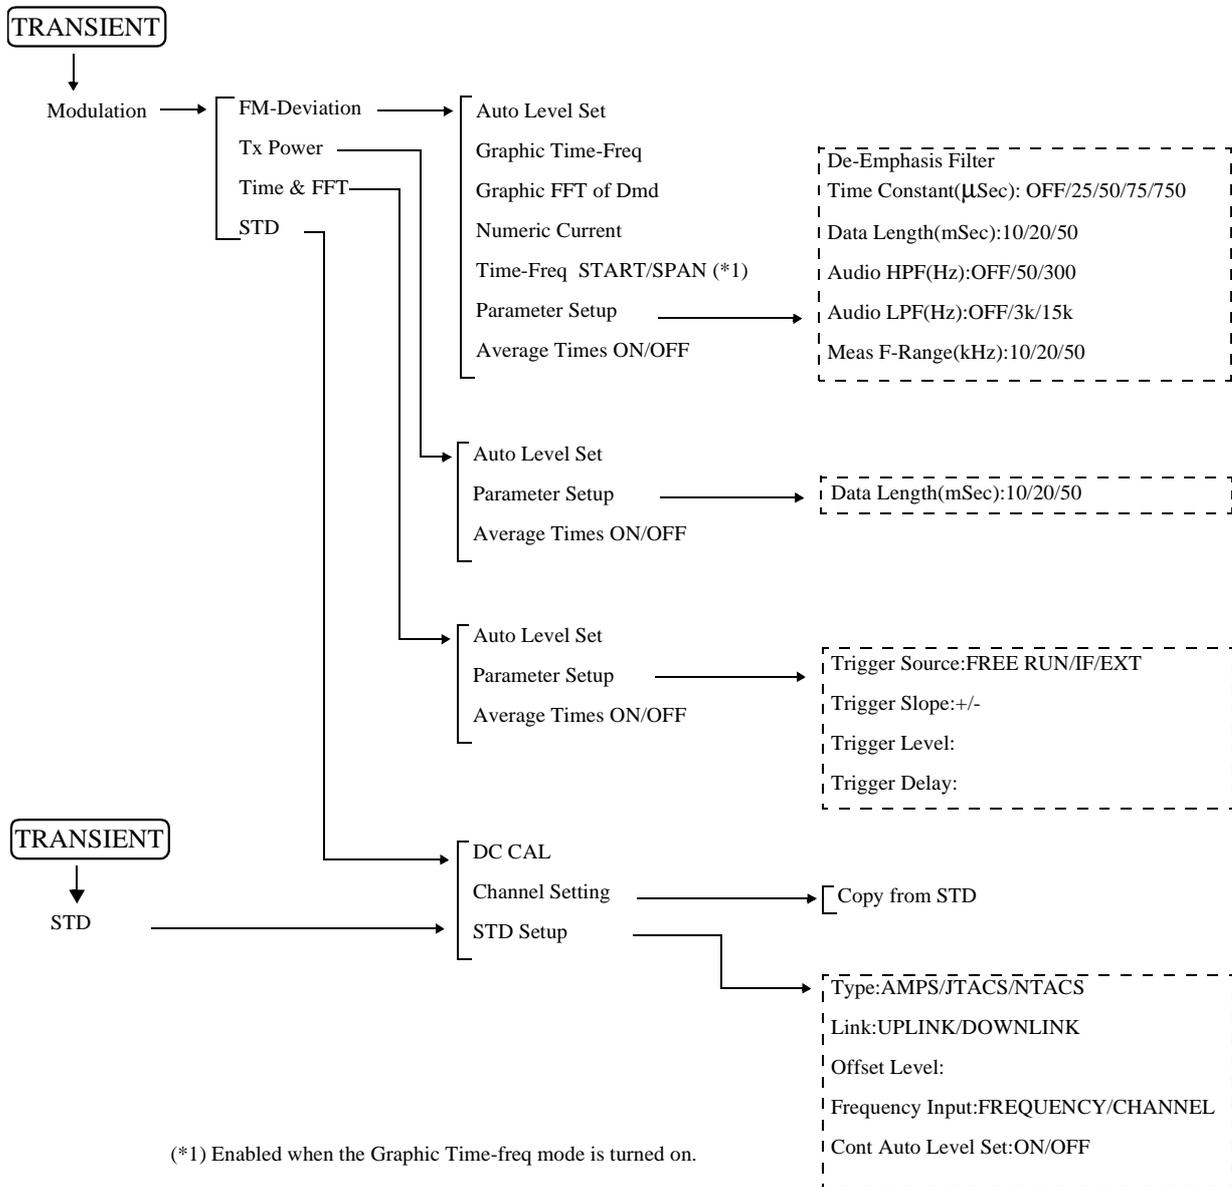 TRANSIENT
Modulation
FM-Deviation
Tx Power
Time & FFT
STD
Auto Level Set
Graphic Time-Freq
Graphic FFT of Dmd
Numeric Current
Time-Freq START/SPAN (*1)
Parameter Setup
Average Times ON/OFF
De-Emphasis Filter
Time Constant(μSec): OFF/25/50/75/750
Data Length(mSec):10/20/50
Audio HPF(Hz):OFF/50/300
Audio LPF(Hz):OFF/3k/15k
Meas F-Range(kHz):10/20/50
Auto Level Set
Parameter Setup
Average Times ON/OFF
Data Length(mSec):10/20/50
Auto Level Set
Parameter Setup
Average Times ON/OFF
Trigger Source:FREE RUN/IF/EXT
Trigger Slope:+/-
Trigger Level:
Trigger Delay:
TRANSIENT
STD
DC CAL
Channel Setting
STD Setup
Copy from STD
Type:AMPS/JTACS/NTACS
Link:UPLINK/DOWNLINK
Offset Level:
Frequency Input:FREQUENCY/CHANNEL
Cont Auto Level Set:ON/OFF
(*1) Enabled when the Graphic Time-freq mode is turned on.